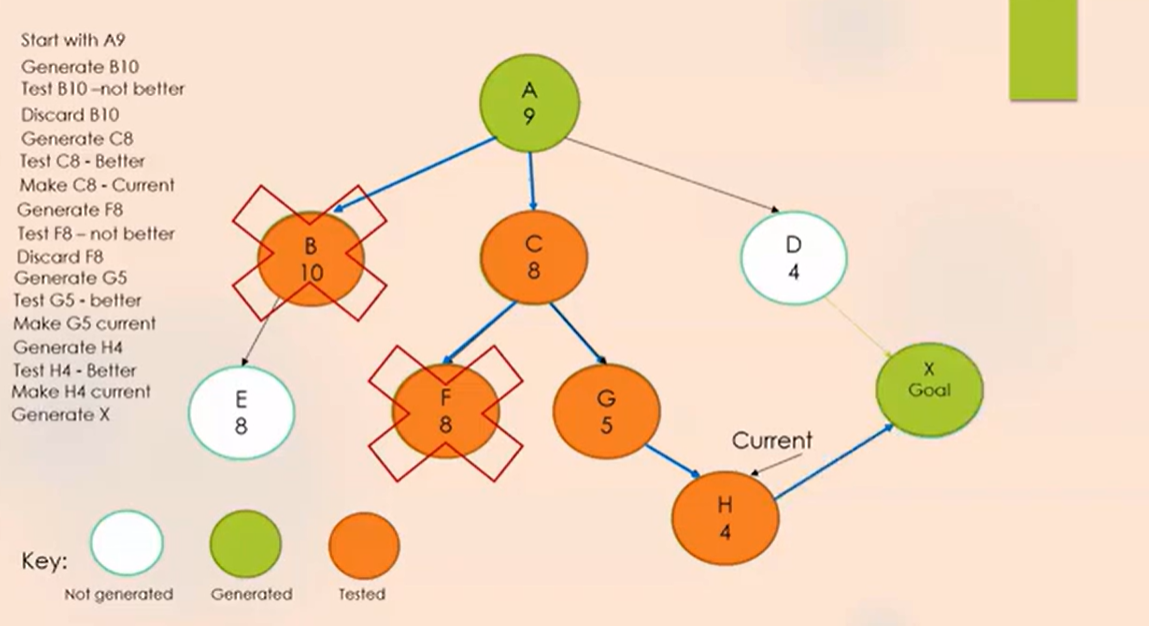 Start with A9
Generate B10
Test B10 –not better
Discard B10
Generate C8
Test C8 - Better
Make C8 - Current
Generate F8
Test F8 – not better
Discard F8
Generate G5
Test G5 - better
Make G5 current
Generate H4
Test H4 - Better
Make H4 current
Generate X
A
9
B
10
C
8
D
4
E
8
F
8
G
5
X
Goal
Current
H
4
Key:
Not generated
Generated
Tested